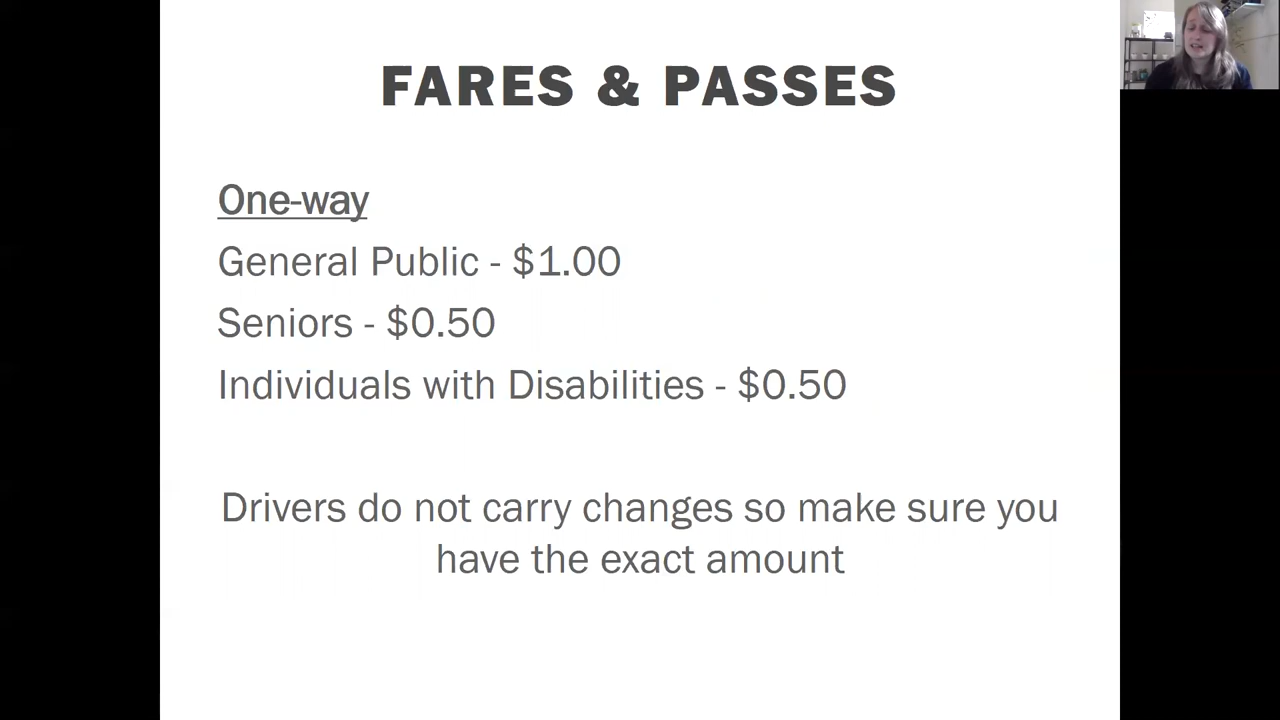 FARES & PASSES
One-way
General Public - $1.00
Seniors - $0.50
Individuals with Disabilities - $0.50
Drivers do not carry changes so make sure you
have the exact amount